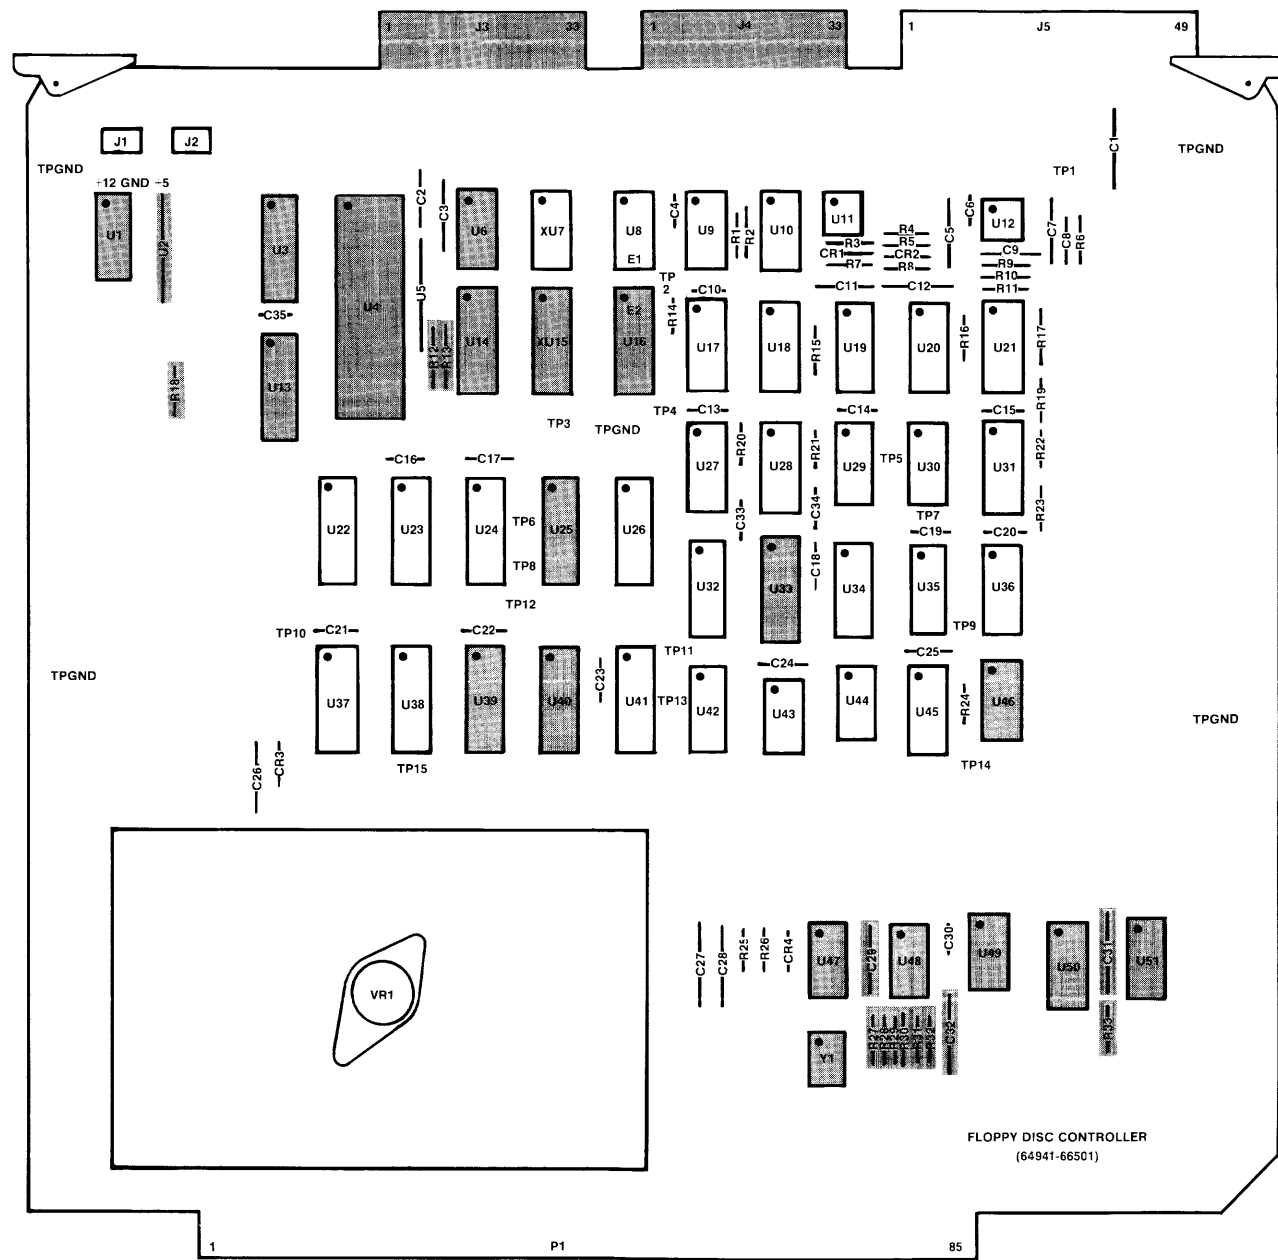 1 J3 33
1 J4 33
1 J5 49
J1 J2
C1
TPGND
TPGND
TP1
+12 GND +5
U1 U2 U3 U4 C2 C3 U5 U6 XU7 U8 E1 C4 U9 R1 R2 U10 U11 R3 CR1 R7 R4 R5 CR2 R8 C5 C6 U12 C9 R9 R10 R11 C7 C8 R6
TP
2
C10 C11 C12
C35
U13 R12 R13 U14 XU15 E2 U16 R14 U17 U18 R15 U19 U20 R16 U21 R17
R18
R19
TP3 TPGND TP4 C13 C14 C15
U27 R20 U28 R21 U29 TP5 U30 U31 R22
C16 C17
U22 U23 U24 TP6 U25 U26 C33 C34 TP7 R23
TP8
C19 C20
U32 U33 C18 U34 U35 U36
TP12
TP10 C21 C22 TP11 TP9
C24 C25
TPGND
U37 U38 U39 U40 C23 U41 TP13 U42 U43 U44 U45 R24 U46
TPGND
TP15 TP14
C26 CR3
C27 C28 R25 R26 CR4 U47 C29 U48 C30 U49 U50 C31 U51
VR1
Y1 R27 R28 R29 R30 R31 R32 C32 R33
FLOPPY DISC CONTROLLER
(64941-66501)
1 P1 85